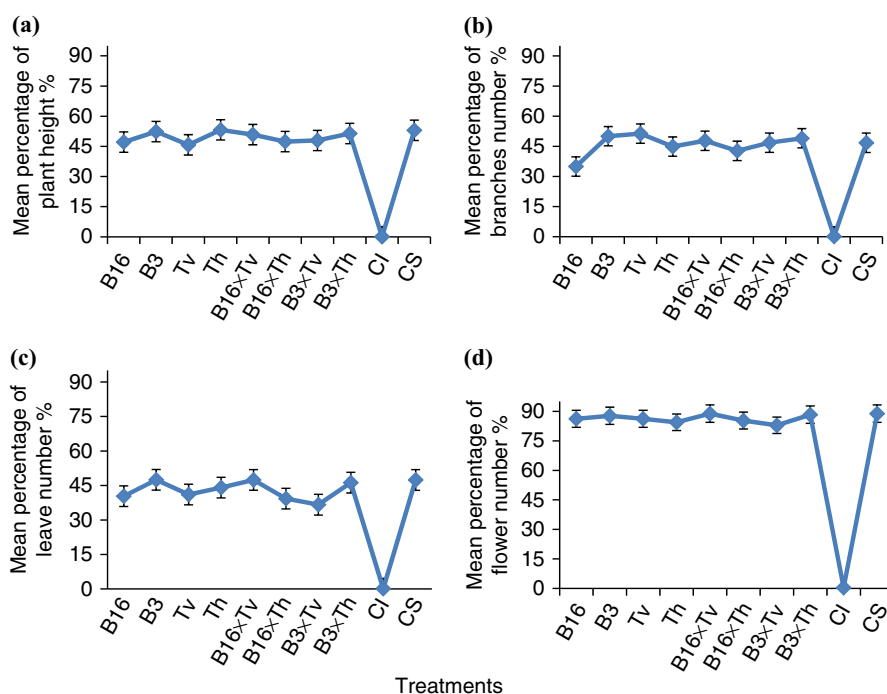 (a)
Mean percentage of
plant height %
90
75
60
45
30
15
0
B16
B3
Tv
Th
B16×Tv
B16×Th
B3×Tv
B3×Th
CI
CS
(b)
Mean percentage of
branches number %
90
75
60
45
30
15
0
B16
B3
Tv
Th
B16×Tv
B16×Th
B3×Tv
B3×Th
CI
CS
(c)
Mean percentage of
leave number %
90
75
60
45
30
15
0
B16
B3
Tv
Th
B16×Tv
B16×Th
B3×Tv
B3×Th
CI
CS
(d)
Mean percentage of
flower number %
90
75
60
45
30
15
0
B16
B3
Tv
Th
B16×Tv
B16×Th
B3×Tv
B3×Th
CI
CS
Treatments